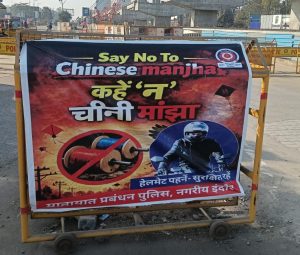 Say No To
Chinese manjha
कहें 'न'
चीनी मांझा
हेलमेट पहनें- सुरक्षित रहें
यातायात प्रबंधन पुलिस, नगरीय इंदौर